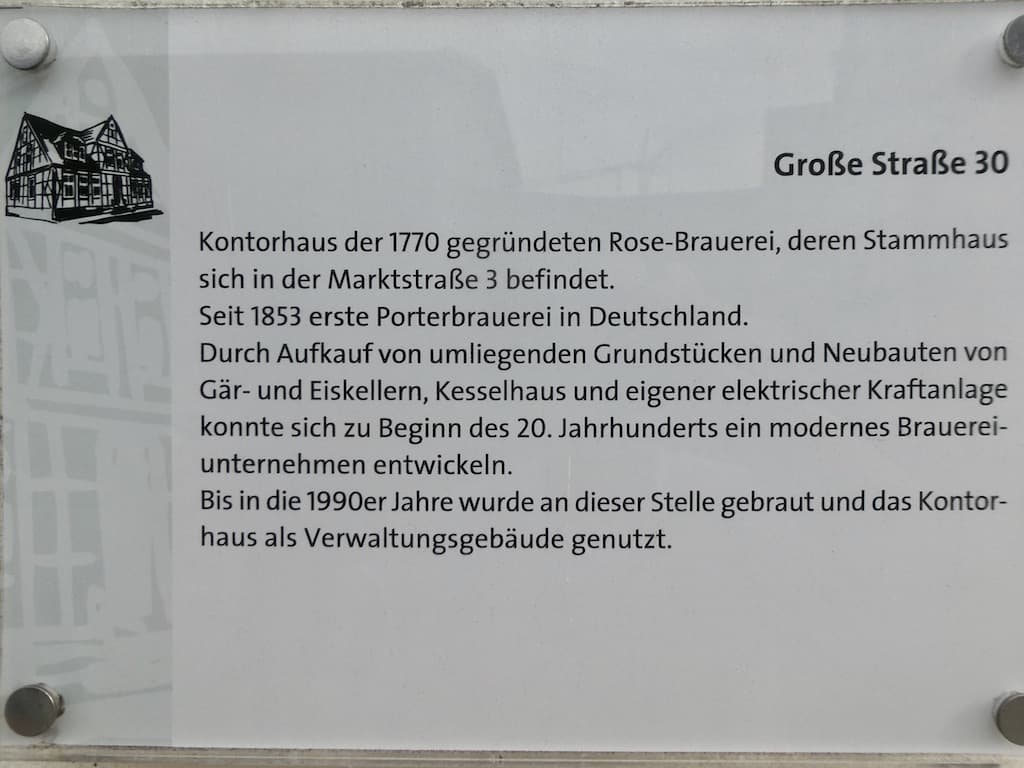 Große Straße 30
Kontorhaus der 1770 gegründeten Rose-Brauerei, deren Stammhaus
sich in der Marktstraße 3 befindet.
Seit 1853 erste Porterbrauerei in Deutschland.
Durch Aufkauf von umliegenden Grundstücken und Neubauten von
Gär- und Eiskellern, Kesselhaus und eigener elektrischer Kraftanlage
konnte sich zu Beginn des 20. Jahrhunderts ein modernes Brauerei-
unternehmen entwickeln.
Bis in die 1990er Jahre wurde an dieser Stelle gebraut und das Kontor-
haus als Verwaltungsgebäude genutzt.